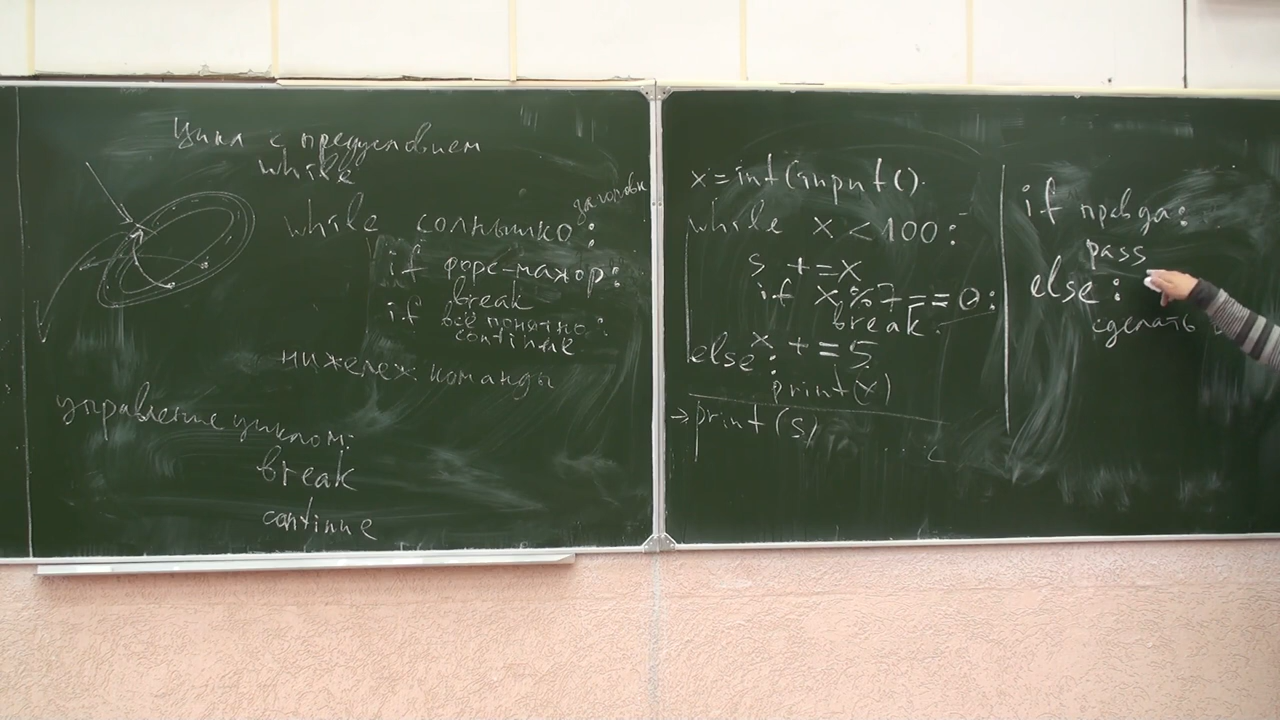 Цикл с предусловием
while
while солнышко:
заголовок
if форс-мажор:
break
if всё понятно:
continue
нижележ. команды
управление циклом:
break
continue
x=int(input()
while x < 100:
s +=x
if x%7==0:
break
x +=5
else:
print(x)
→print(s)
if правда:
pass
else:
сделать